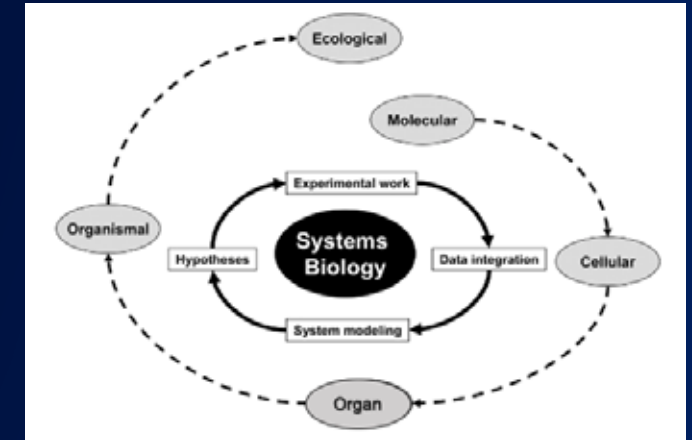 Ecological
Molecular
Experimental work
Organismal
Systems
Biology
Hypotheses
Data integration
Cellular
System modeling
Organ